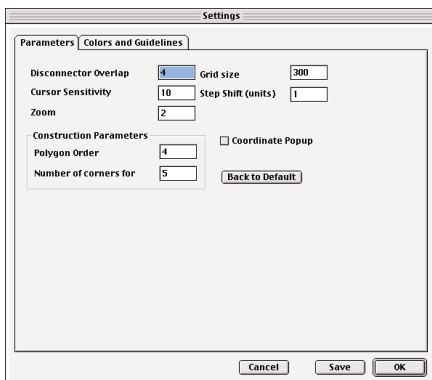 Settings
Parameters Colors and Guidelines
Disconnector Overlap 4 Grid size 300
Cursor Sensitivity 10 Step Shift (units) 1
Zoom 2
Construction Parameters
Coordinate Popup
Polygon Order 4
Number of corners for 5
Back to Default
Cancel Save OK